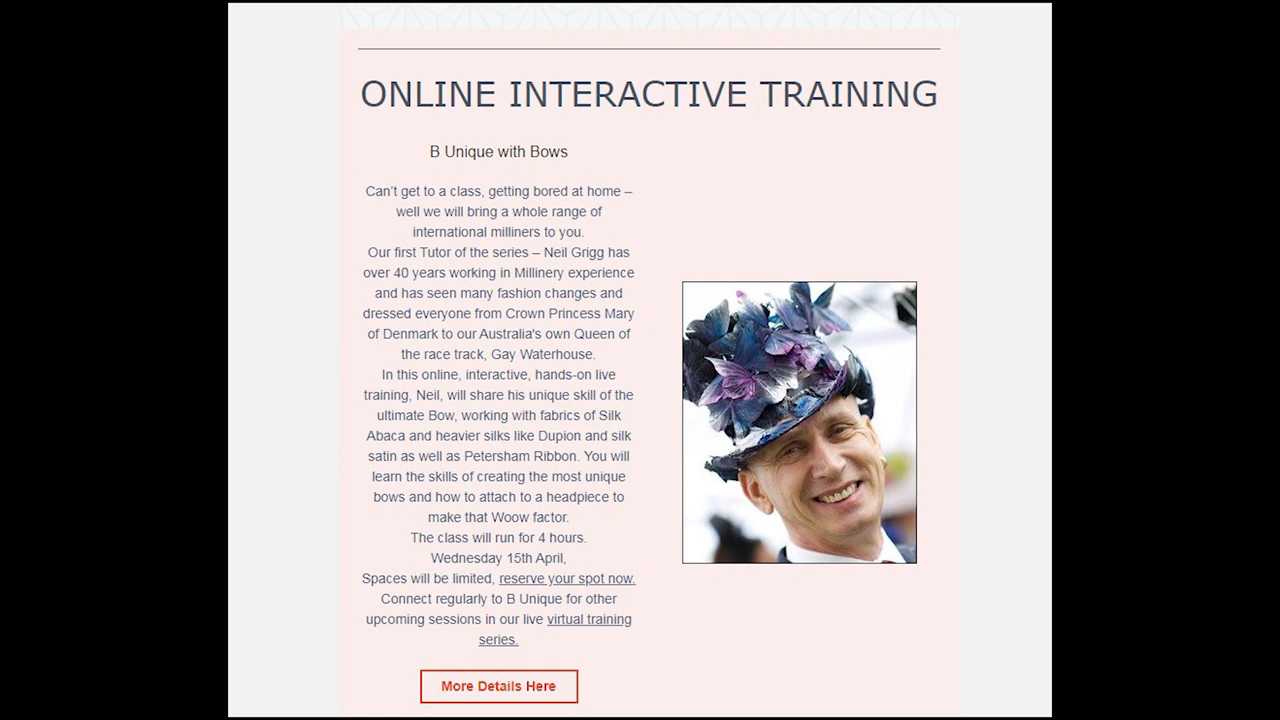 ONLINE INTERACTIVE TRAINING
B Unique with Bows
Can't get to a class, getting bored at home –
well we will bring a whole range of
international milliners to you.
Our first Tutor of the series – Neil Grigg has
over 40 years working in Millinery experience
and has seen many fashion changes and
dressed everyone from Crown Princess Mary
of Denmark to our Australia's own Queen of
the race track, Gay Waterhouse.
In this online, interactive, hands-on live
training, Neil, will share his unique skill of the
ultimate Bow, working with fabrics of Silk
Abaca and heavier silks like Dupion and silk
satin as well as Petersham Ribbon. You will
learn the skills of creating the most unique
bows and how to attach to a headpiece to
make that Woow factor.
The class will run for 4 hours.
Wednesday 15th April,
Spaces will be limited, reserve your spot now.
Connect regularly to B Unique for other
upcoming sessions in our live virtual training
series.
More Details Here